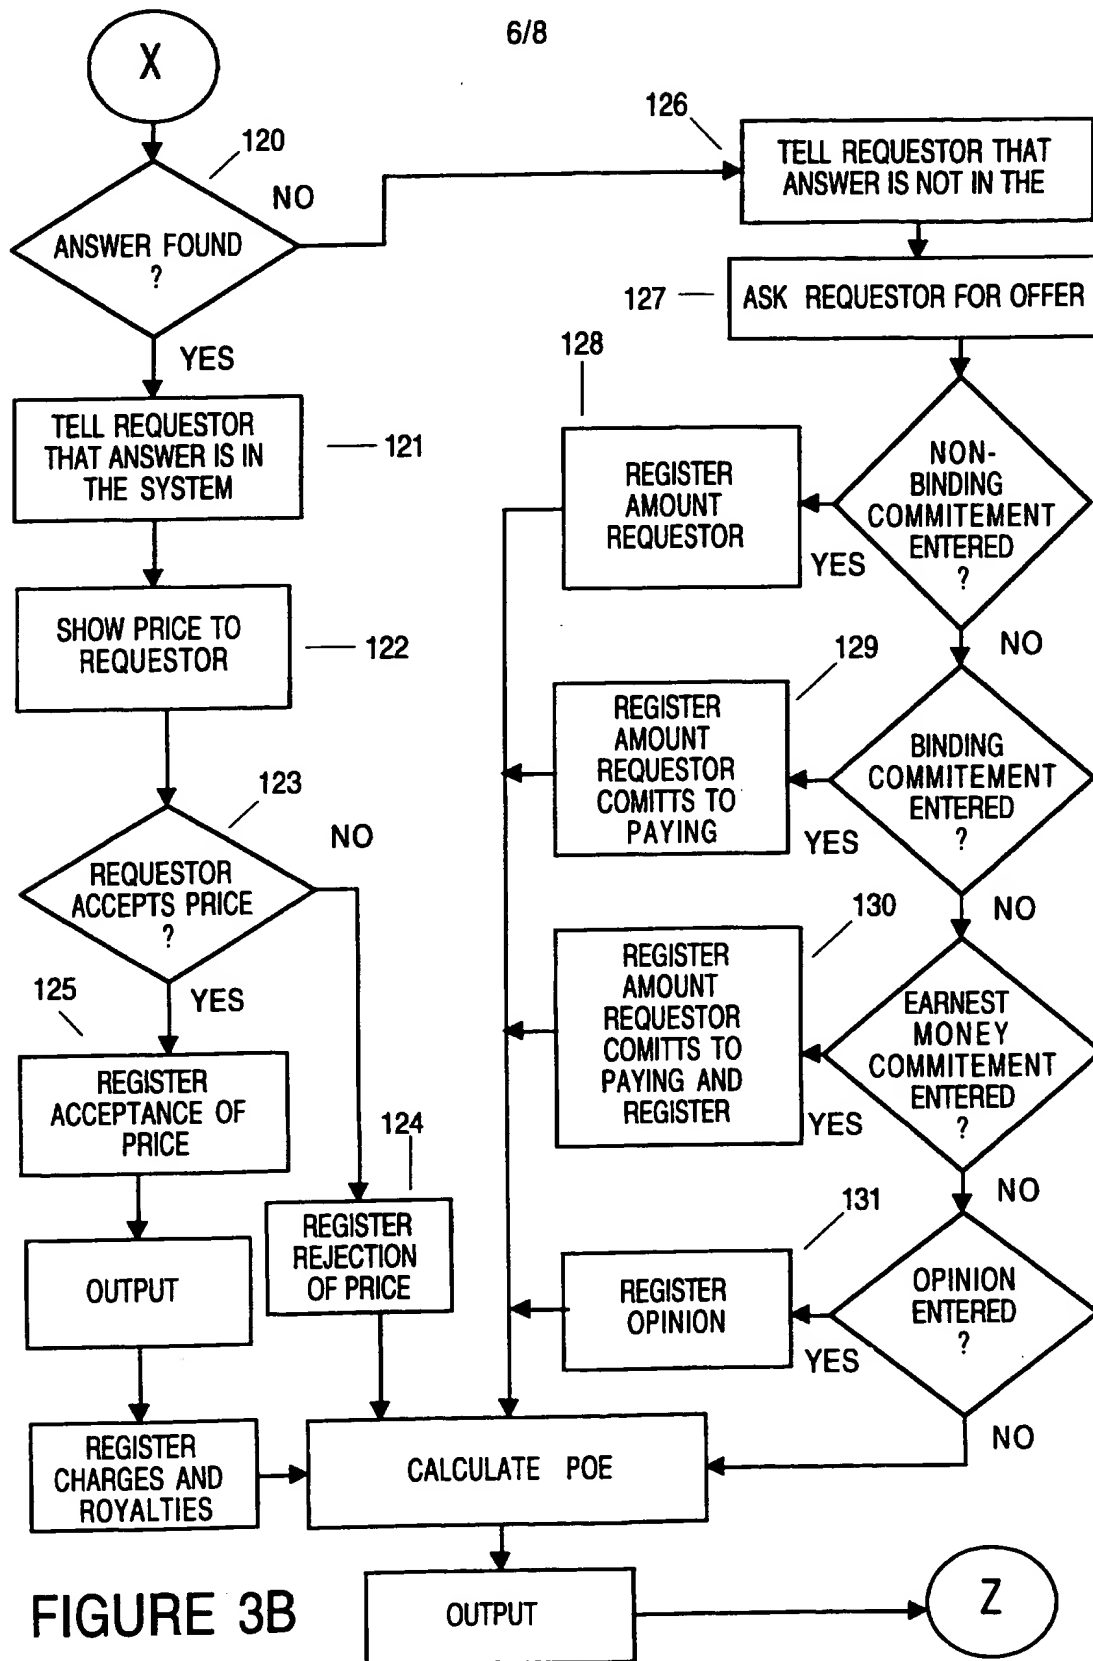 6/8
X
120
NO
ANSWER FOUND
?
YES
TELL REQUESTOR
THAT ANSWER IS IN
THE SYSTEM
121
SHOW PRICE TO
REQUESTOR
122
123
NO
REQUESTOR
ACCEPTS PRICE
?
YES
125
REGISTER
ACCEPTANCE OF
PRICE
124
REGISTER
REJECTION
OF PRICE
OUTPUT
REGISTER
CHARGES AND
ROYALTIES
126
TELL REQUESTOR THAT
ANSWER IS NOT IN THE
127
ASK REQUESTOR FOR OFFER
128
REGISTER
AMOUNT
REQUESTOR
YES
NON-
BINDING
COMMITEMENT
ENTERED
?
NO
129
REGISTER
AMOUNT
REQUESTOR
COMITTS TO
PAYING
YES
BINDING
COMMITEMENT
ENTERED
?
NO
130
REGISTER
AMOUNT
REQUESTOR
COMITTS TO
PAYING AND
REGISTER
YES
EARNEST
MONEY
COMMITEMENT
ENTERED
?
NO
131
REGISTER
OPINION
YES
OPINION
ENTERED
?
NO
CALCULATE POE
OUTPUT
Z
FIGURE 3B